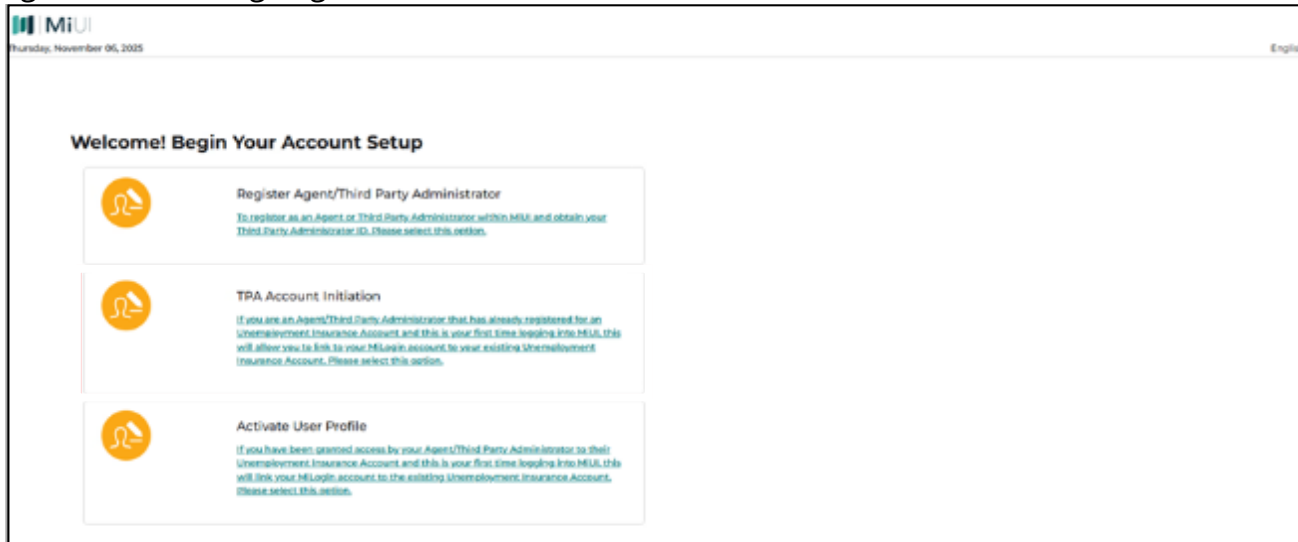 MiUI
Thursday, November 06, 2025
Englis
Welcome! Begin Your Account Setup
Register Agent/Third Party Administrator
To register as an Agent or Third Party Administrator within MiUI and obtain your
Third Party Administrator ID. Please select this option.
TPA Account Initiation
If you are an Agent/Third Party Administrator that has already registered for an
Unemployment Insurance Account and this is your first time logging into MiUI, this
will allow you to link to your MiLogin account to your existing Unemployment
Insurance Account. Please select this option.
Activate User Profile
If you have been granted access by your Agent/Third Party Administrator to their
Unemployment Insurance Account and this is your first time logging into MiUI, this
will link your MiLogin account to the existing Unemployment Insurance Account.
Please select this option.